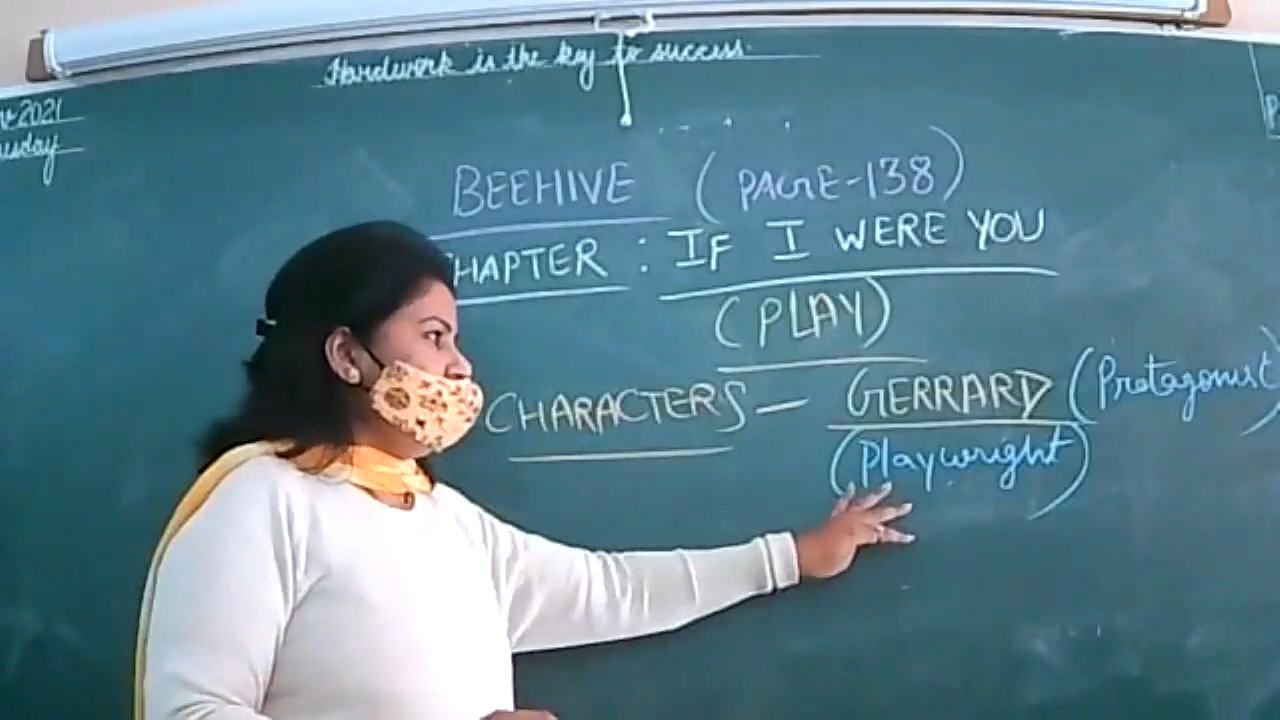 Hardwork is the key to success.
2021
BEEHIVE (PAGE-138)
CHAPTER : IF I WERE YOU
(PLAY)
CHARACTERS — GERRARD (Protagonist)
(Playwright)